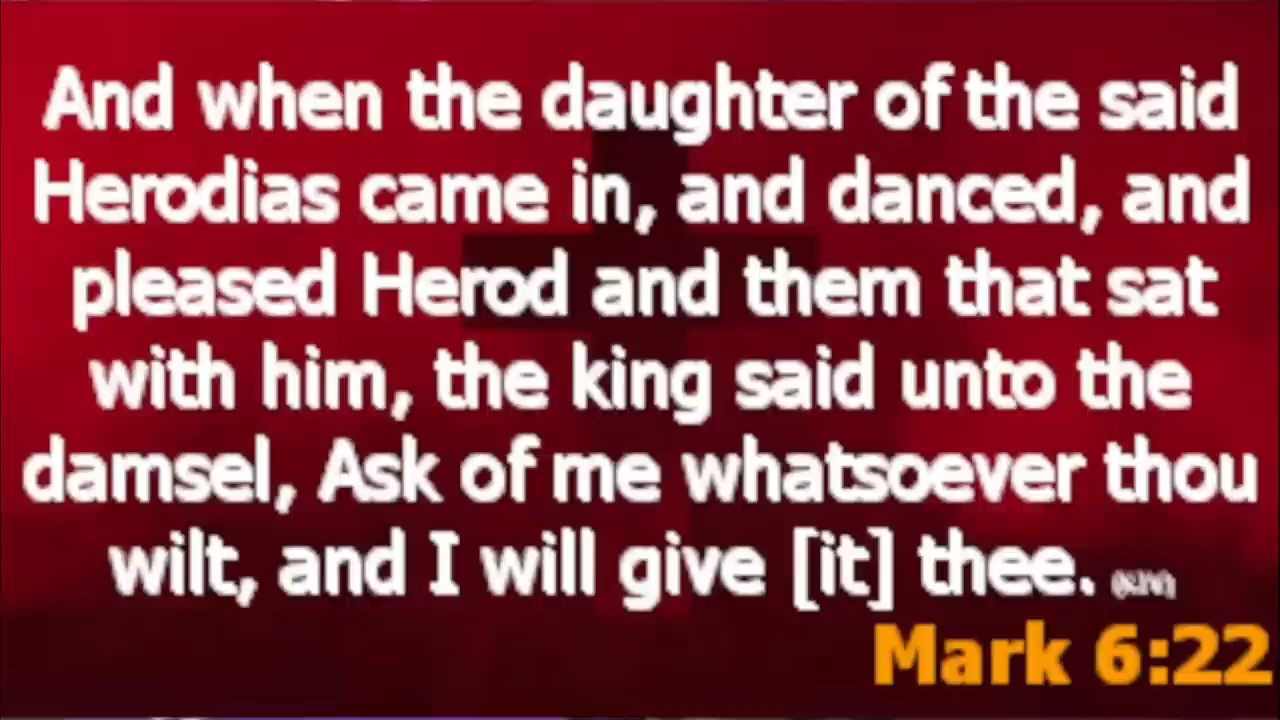 And when the daughter of the said
Herodias came in, and danced, and
pleased Herod and them that sat
with him, the king said unto the
damsel, Ask of me whatsoever thou
wilt, and I will give [it] thee. (KJV)
Mark 6:22